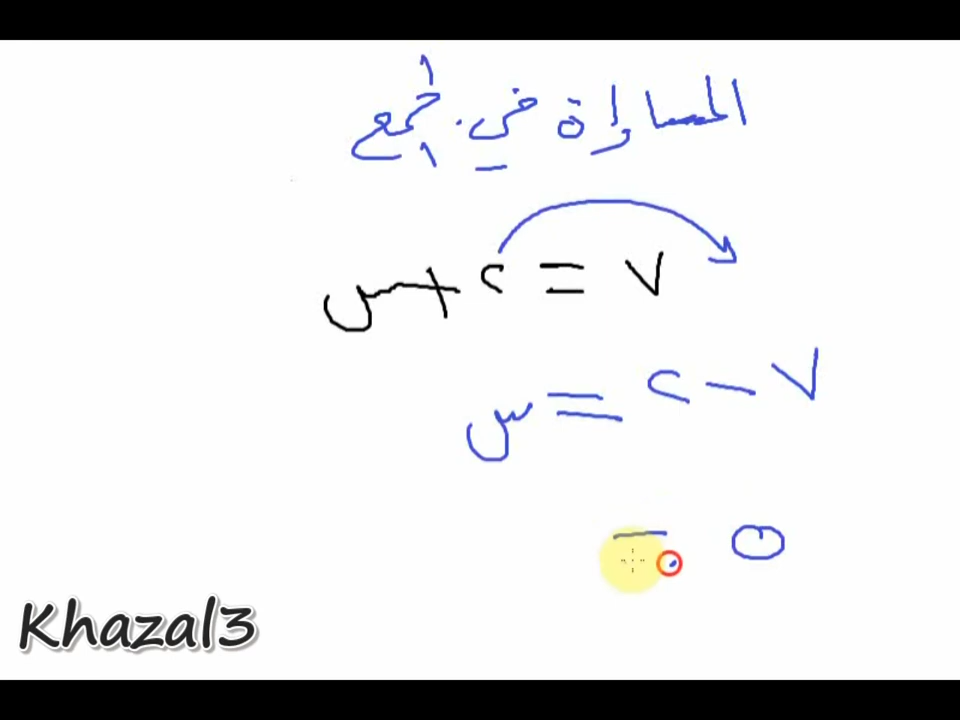 المساواة في جمع
٧ = ٢ + س
٧ - ٢ = س
٥ =
Khazal3